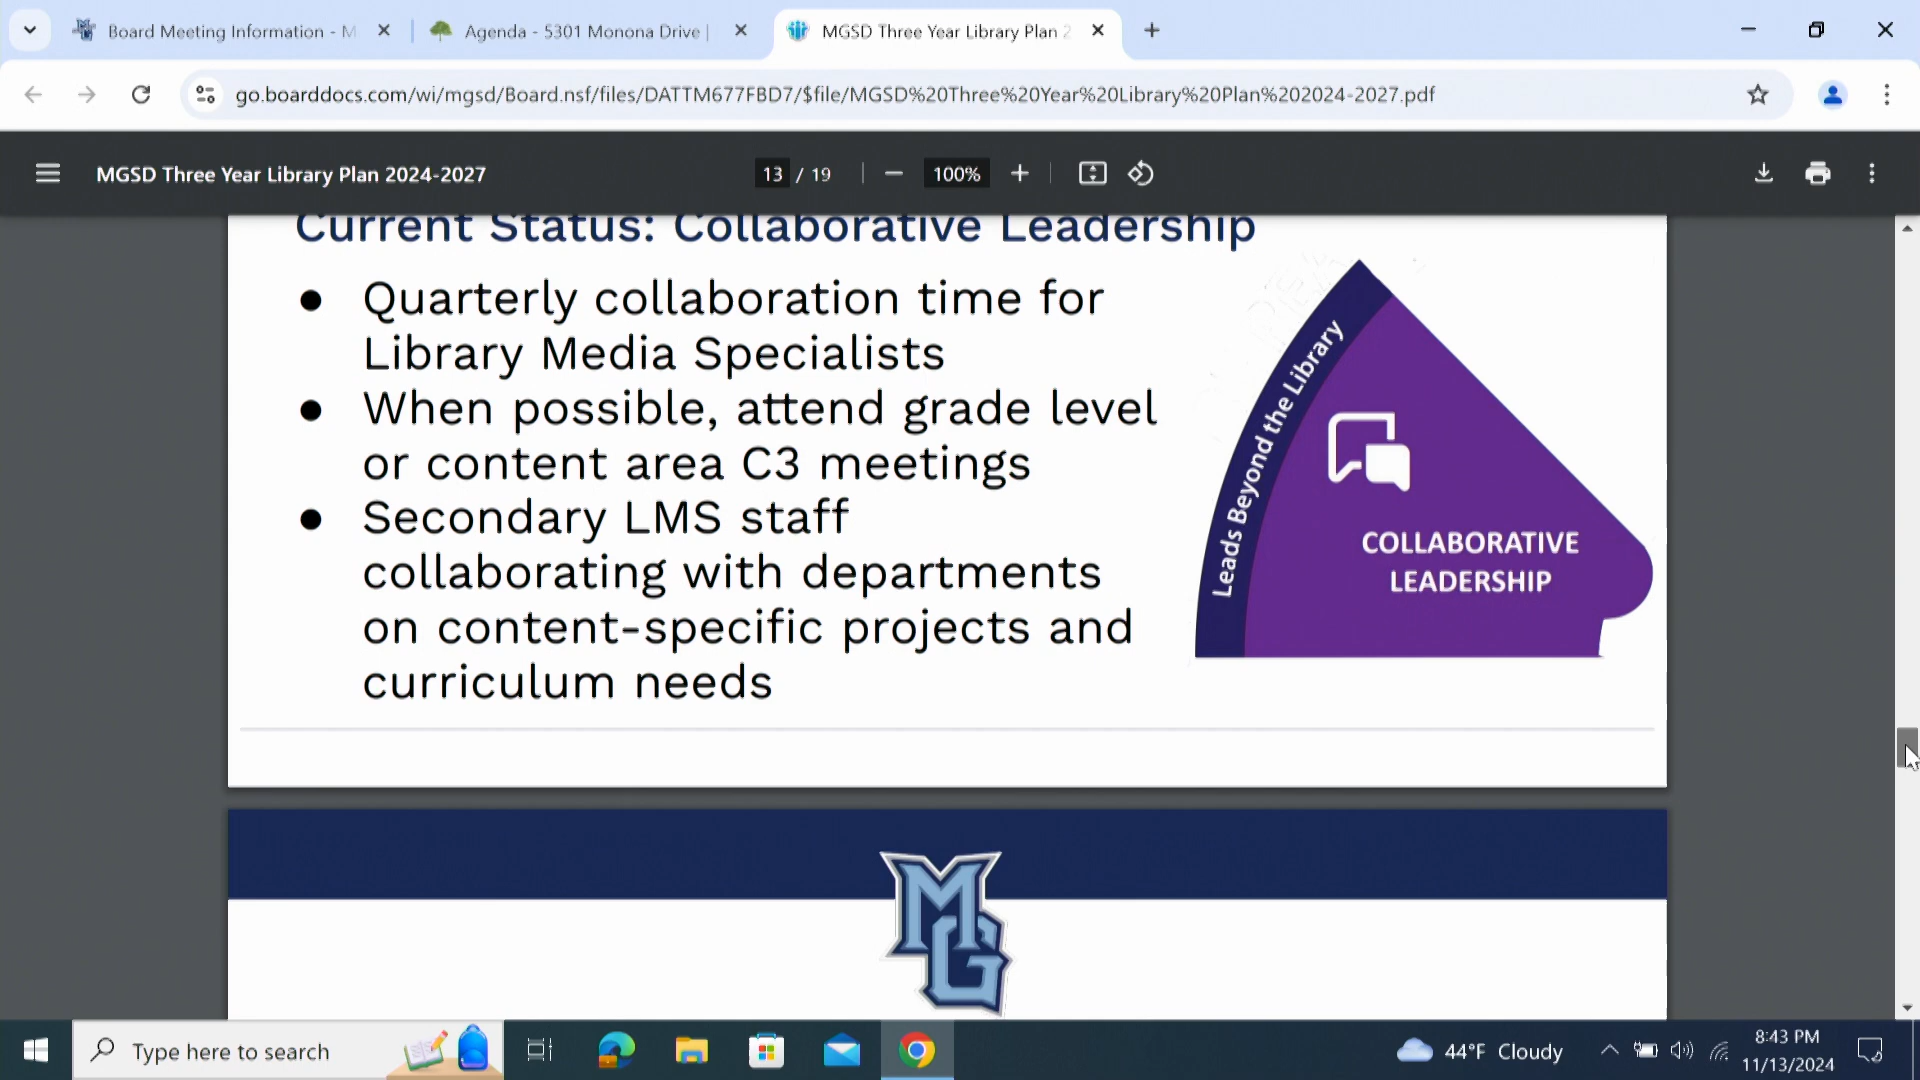 Board Meeting Information - M
Agenda - 5301 Monona Drive |
MGSD Three Year Library Plan 2
go.boarddocs.com/wi/mgsd/Board.nsf/files/DATTM677FBD7/$file/MGSD%20Three%20Year%20Library%20Plan%202024-2027.pdf
MGSD Three Year Library Plan 2024-2027
13 / 19
100%
Current Status: Collaborative Leadership
● Quarterly collaboration time for
Library Media Specialists
● When possible, attend grade level
or content area C3 meetings
● Secondary LMS staff
collaborating with departments
on content-specific projects and
curriculum needs
Leads Beyond the Library
COLLABORATIVE
LEADERSHIP
MG
Type here to search
44°F Cloudy
8:43 PM
11/13/2024